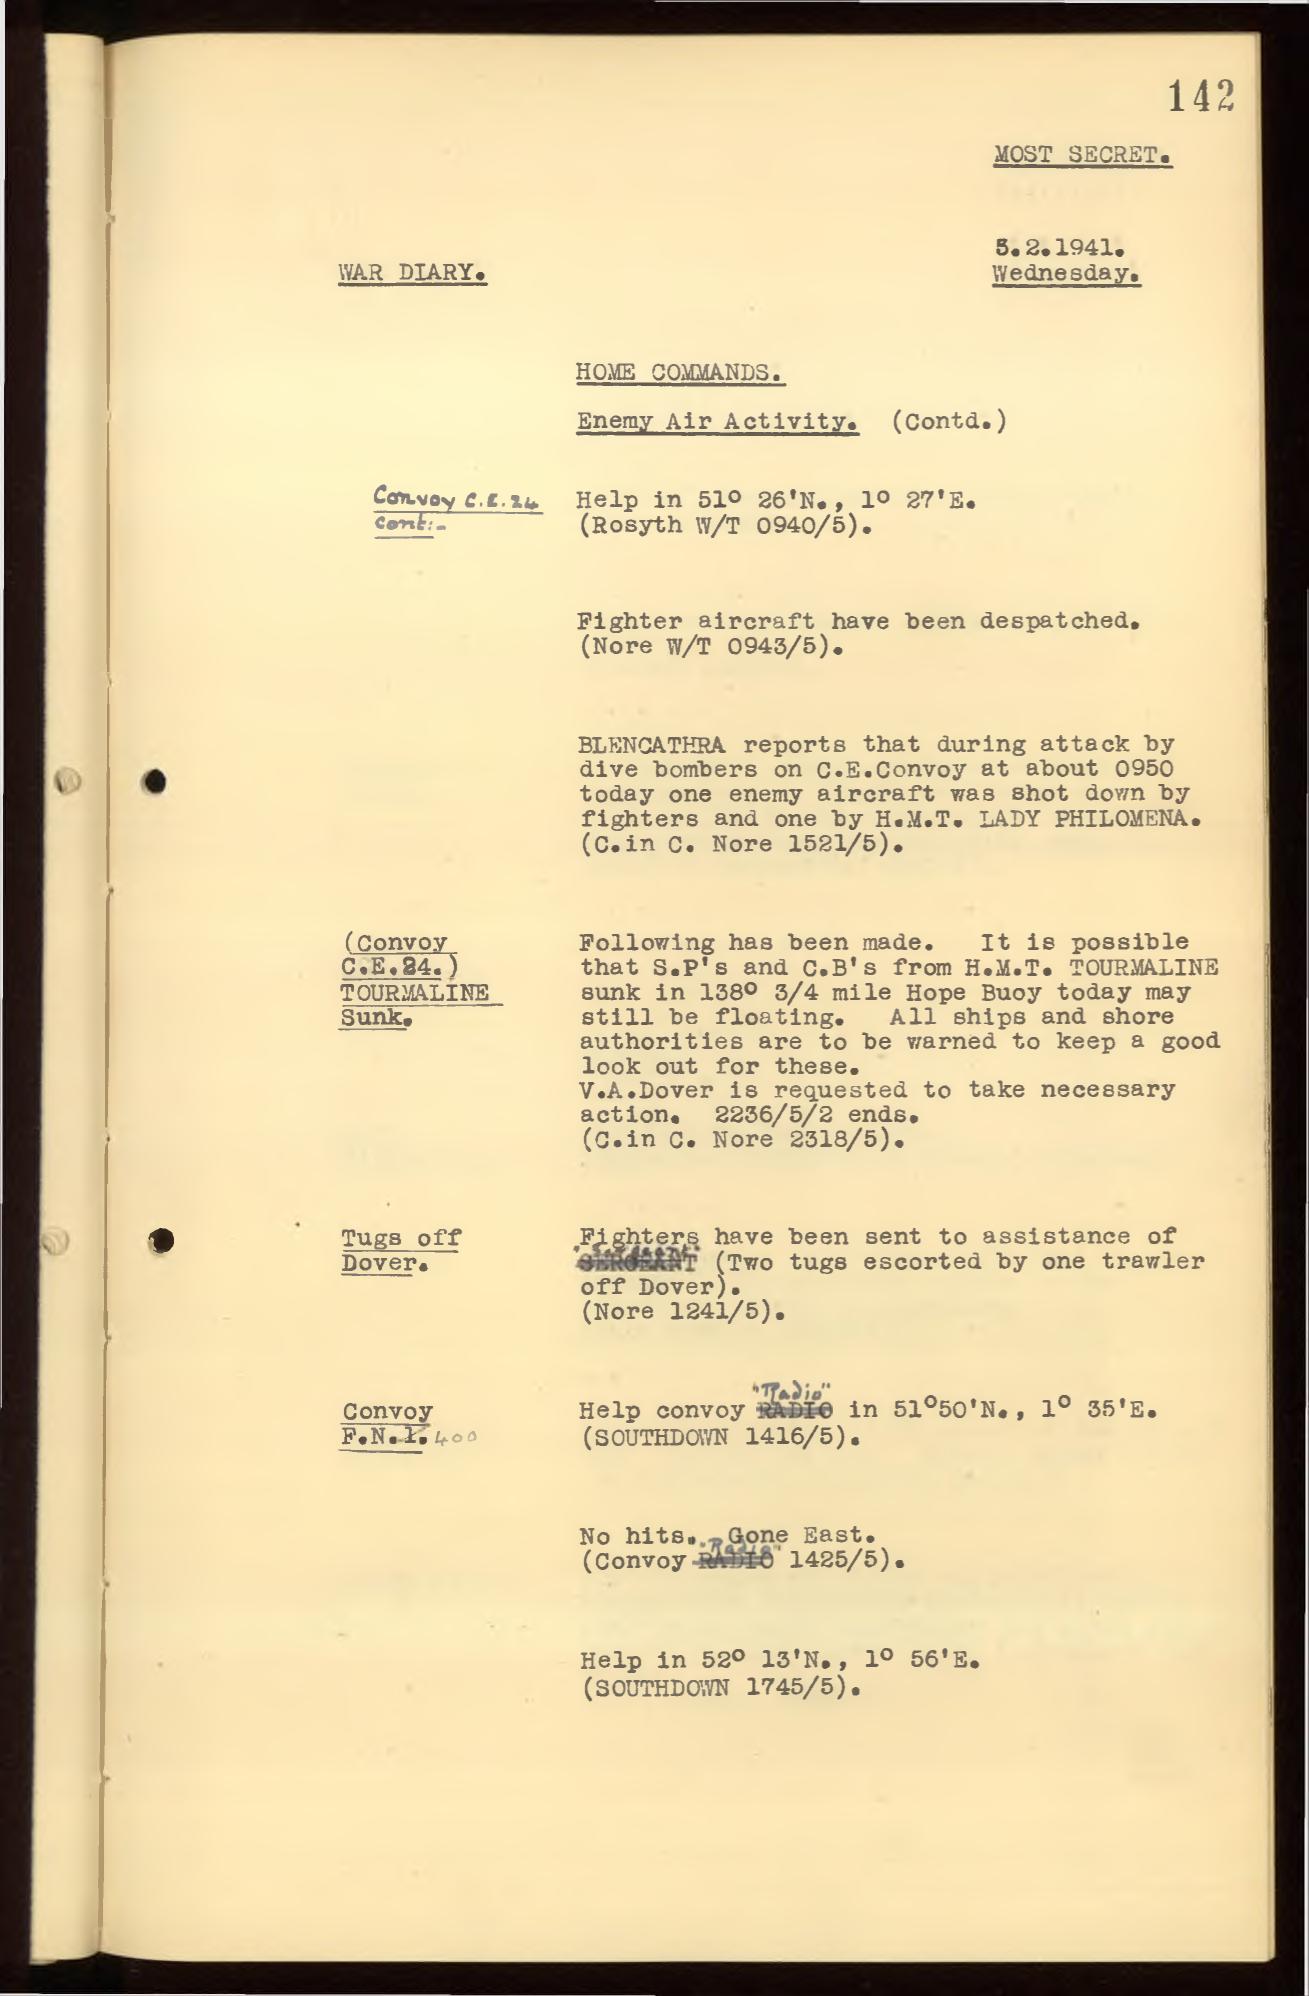 142
MOST SECRET.
5.2.1941.
WAR DIARY.
Wednesday.
HOME COMMANDS.
Enemy Air Activity. (Contd.)
Convoy C.E.24
cont:-
Help in 51° 26'N., 1° 27'E.
(Rosyth W/T 0940/5).
Fighter aircraft have been despatched.
(Nore W/T 0943/5).
BLENCATHRA reports that during attack by
dive bombers on C.E.Convoy at about 0950
today one enemy aircraft was shot down by
fighters and one by H.M.T. LADY PHILOMENA.
(C.in C. Nore 1521/5).
(Convoy
C.E.24.)
TOURMALINE
Sunk.
Following has been made. It is possible
that S.P's and C.B's from H.M.T. TOURMALINE
sunk in 138° 3/4 mile Hope Buoy today may
still be floating. All ships and shore
authorities are to be warned to keep a good
look out for these.
V.A.Dover is requested to take necessary
action. 2236/5/2 ends.
(C.in C. Nore 2318/5).
Tugs off
Dover.
Fighters have been sent to assistance of
"Sergeant"
SERGEANT (Two tugs escorted by one trawler
off Dover).
(Nore 1241/5).
Convoy
F.N.1. 400
"Radio"
Help convoy RADIO in 51°50'N., 1° 35'E.
(SOUTHDOWN 1416/5).
No hits. Gone East.
"Radio"
(Convoy RADIO 1425/5).
Help in 52° 13'N., 1° 56'E.
(SOUTHDOWN 1745/5).